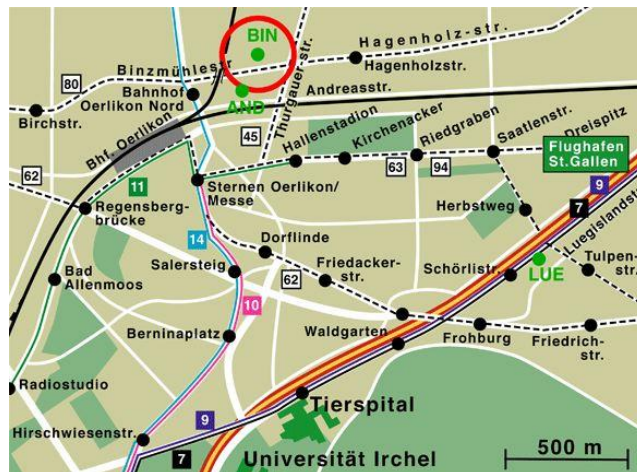 BIN
Hagenholz-str.
Binzmühlestr.
Thurgauer-str.
Hagenholzstr.
80
Bahnhof
Oerlikon Nord
AND
Andreasstr.
Birchstr.
Bhf. Oerlikon
45
Hallenstadion
Kirchenacker
Riedgraben
Saatlenstr.
Dreispitz
63
94
Flughafen
St.Gallen
62
11
Sternen Oerlikon/
Messe
9
7
Regensberg-
brücke
Herbstweg
Luegislandstr.
14
Dorflinde
Bad
Allenmoos
Salersteig
62
Friedacker-
str.
Schörlistr.
LUE
Tulpen-
str.
10
Berninaplatz
Waldgarten
Frohburg
Friedrich-
str.
Radiostudio
9
Tierspital
Hirschwiesenstr.
7
Universität Irchel
500 m